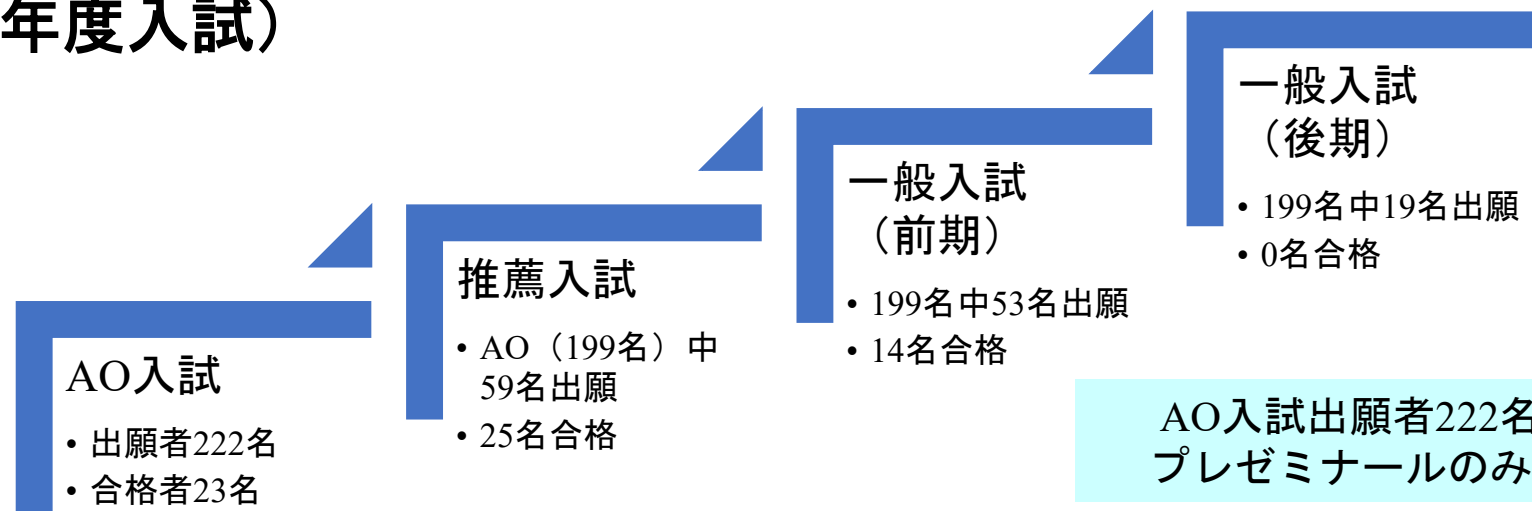 年度入試)
AO入試
• 出願者222名
• 合格者23名
推薦入試
• AO（199名）中
59名出願
• 25名合格
一般入試
（前期）
• 199名中53名出願
• 14名合格
一般入試
（後期）
• 199名中19名出願
• 0名合格
AO入試出願者222名
プレゼミナールのみ